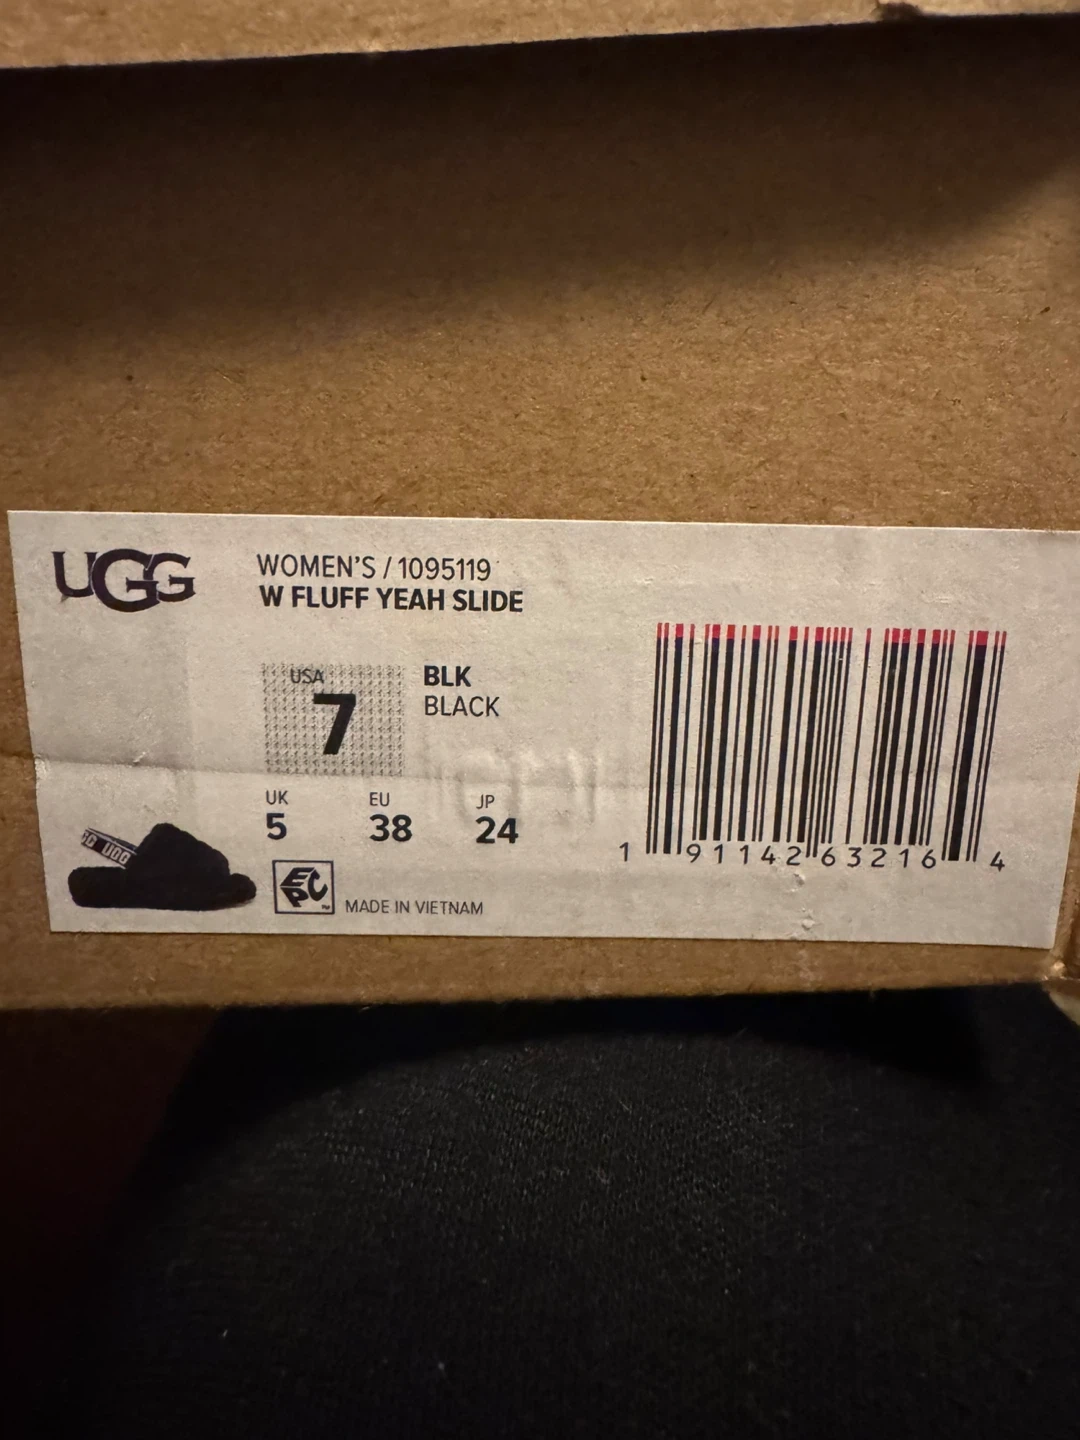 UGG
WOMEN'S / 1095119
W FLUFF YEAH SLIDE
USA
7
BLK
BLACK
UK
5
EU
38
JP
24
EPC
MADE IN VIETNAM
1 91142 63216 4